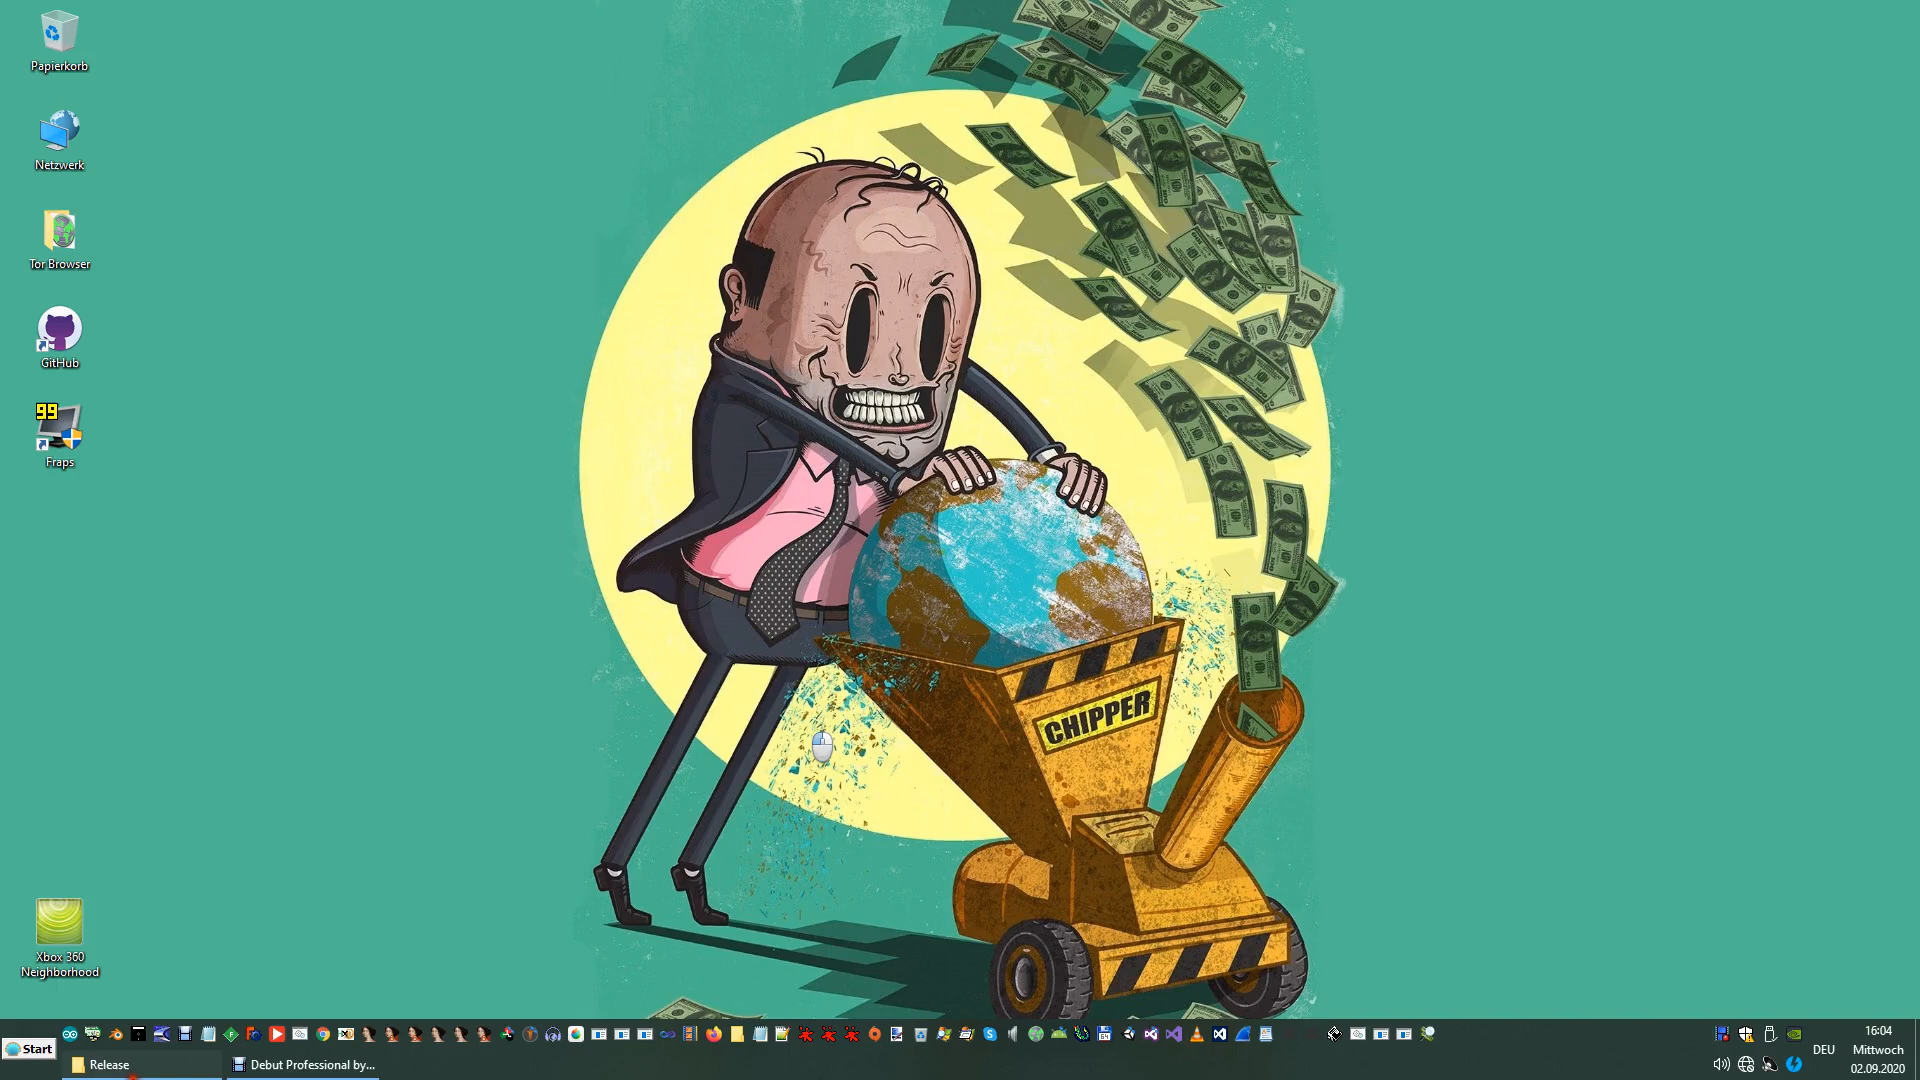 Papierkorb
Netzwerk
Tor Browser
GitHub
99
Fraps
CHIPPER
Xbox 360
Neighborhood
Start
Release
Debut Professional by...
DEU
16:04
Mittwoch
02.09.2020